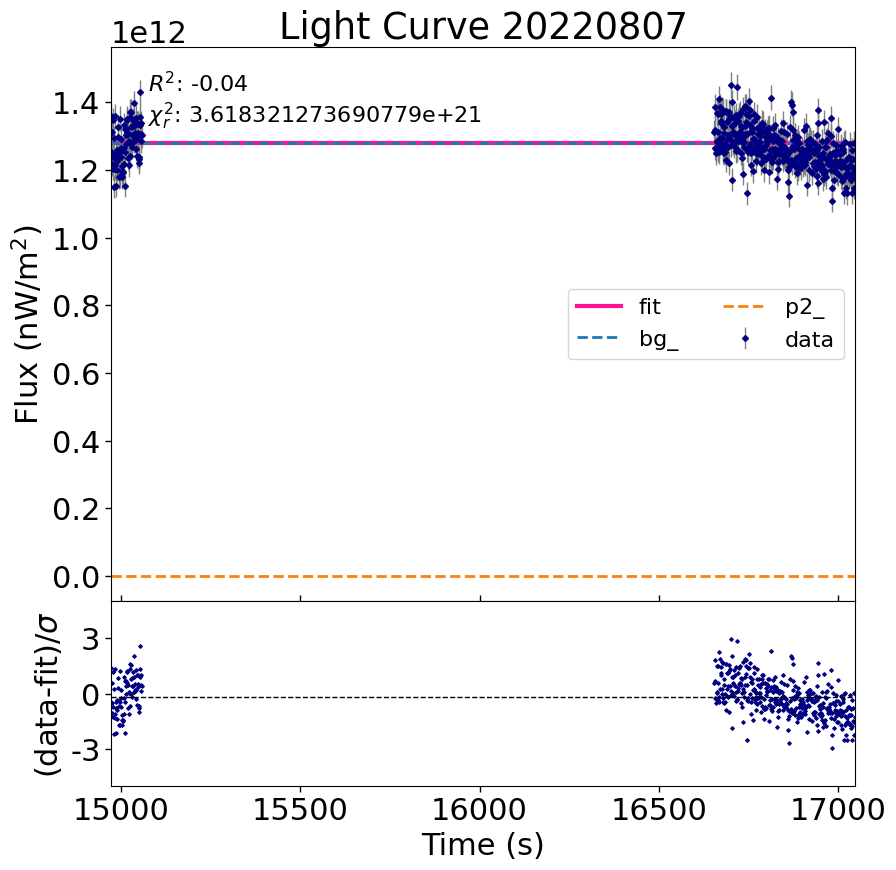 Light Curve 20220807
1e12
R²: -0.04
χ²ᵣ: 3.618321273690779e+21
1.4
1.2
1.0
0.8
0.6
0.4
0.2
0.0
Flux (nW/m²)
fit
bg_
p2_
data
3
0
-3
(data-fit)/σ
15000 15500 16000 16500 17000
Time (s)